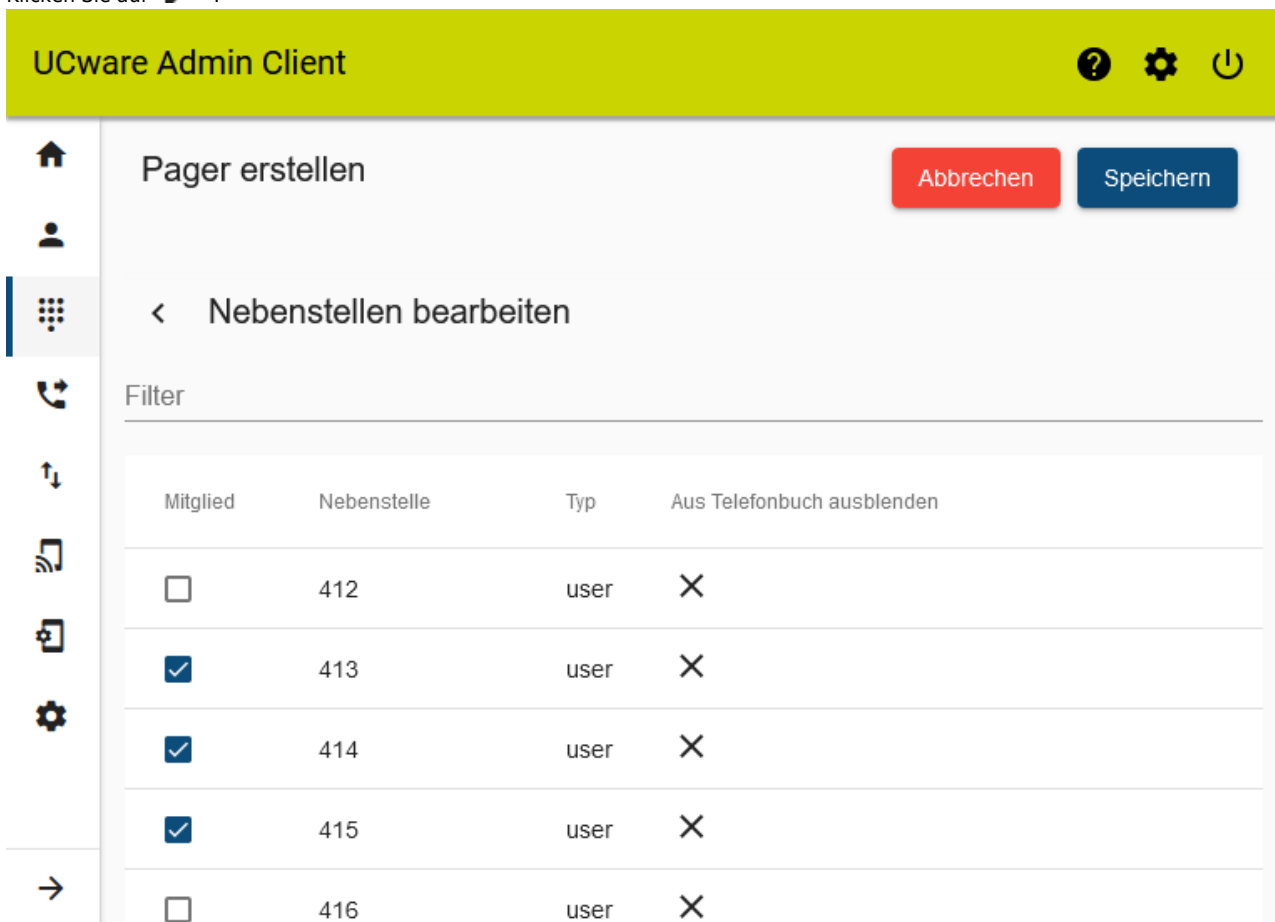 UCware Admin Client
Pager erstellen
Abbrechen
Speichern
Nebenstellen bearbeiten
Filter
Mitglied Nebenstelle Typ Aus Telefonbuch ausblenden
412 user
413 user
414 user
415 user
416 user